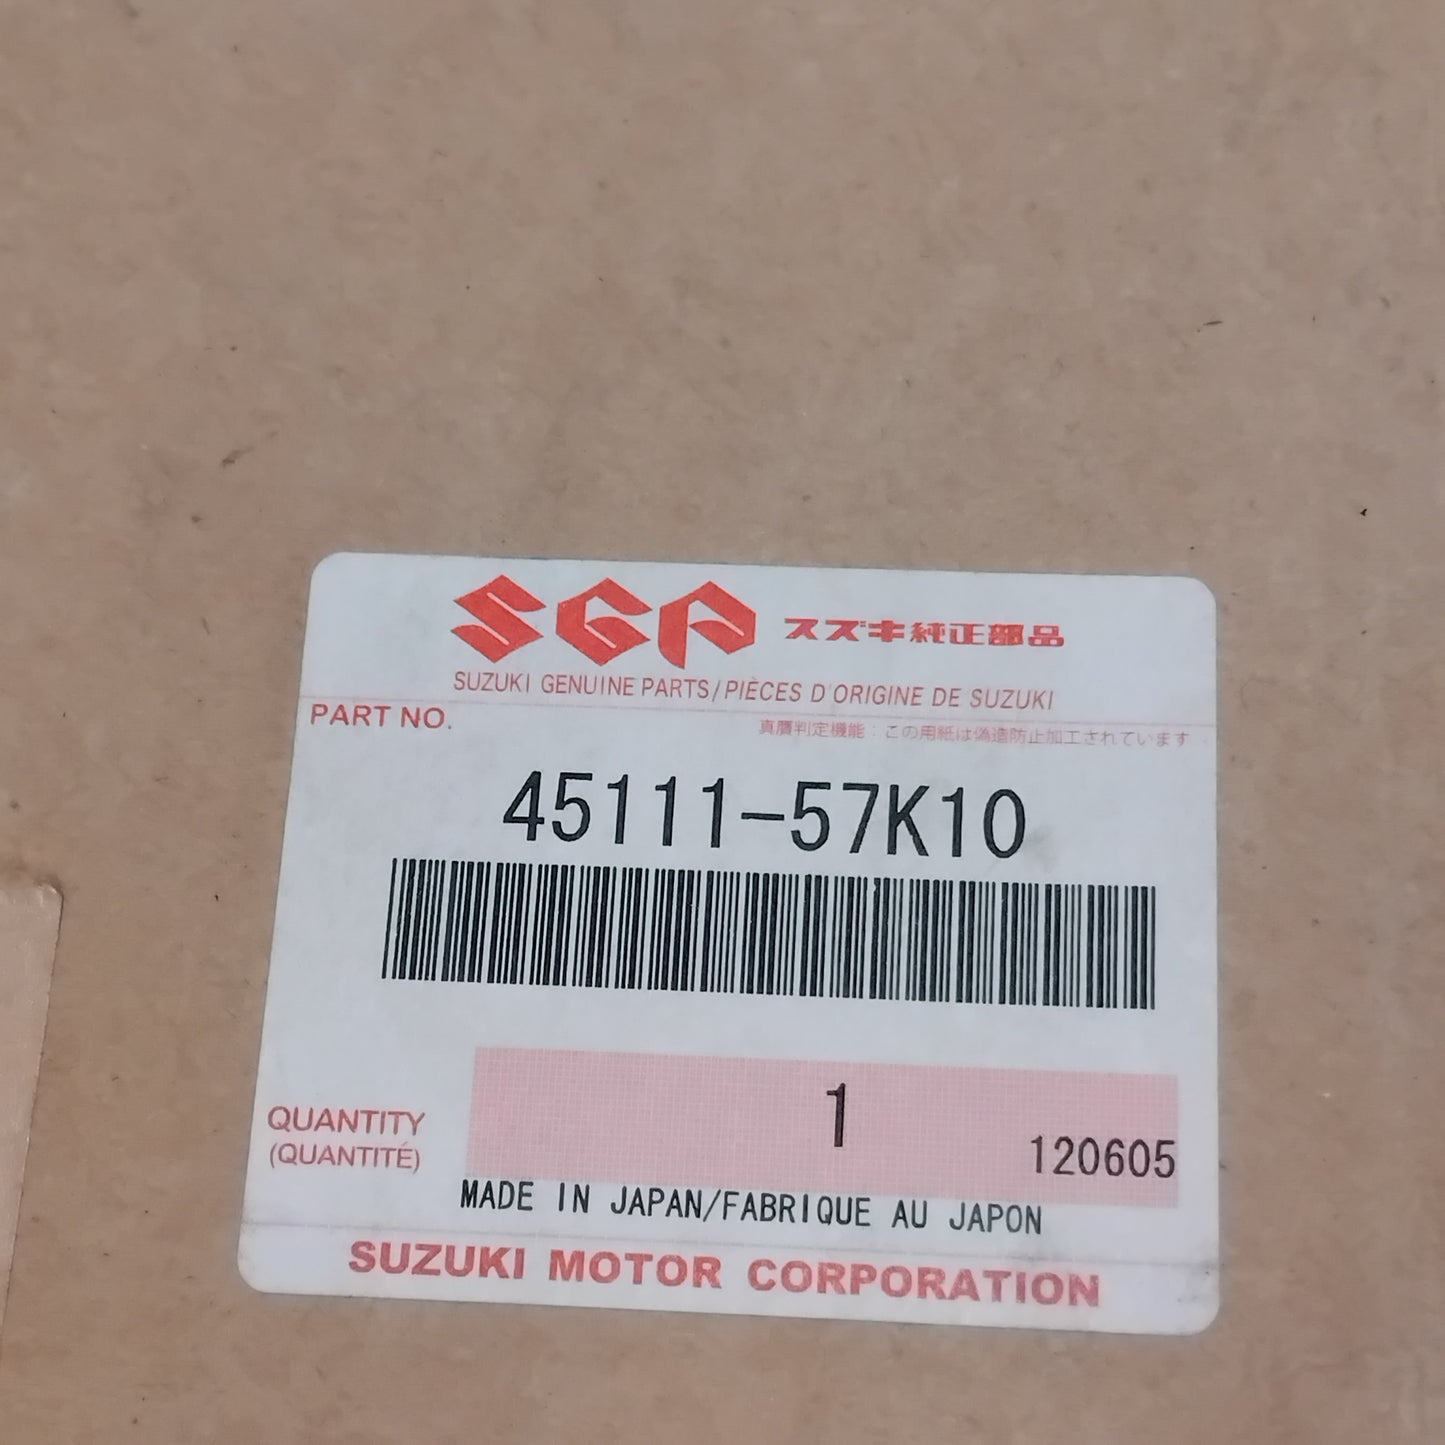 SGP スズキ純正部品
SUZUKI GENUINE PARTS/PIÈCES D'ORIGINE DE SUZUKI
PART NO.
真贋判定機能：この用紙は偽造防止加工されています
45111-57K10
1
QUANTITY
(QUANTITÉ)
120605
MADE IN JAPAN/FABRIQUE AU JAPON
SUZUKI MOTOR CORPORATION